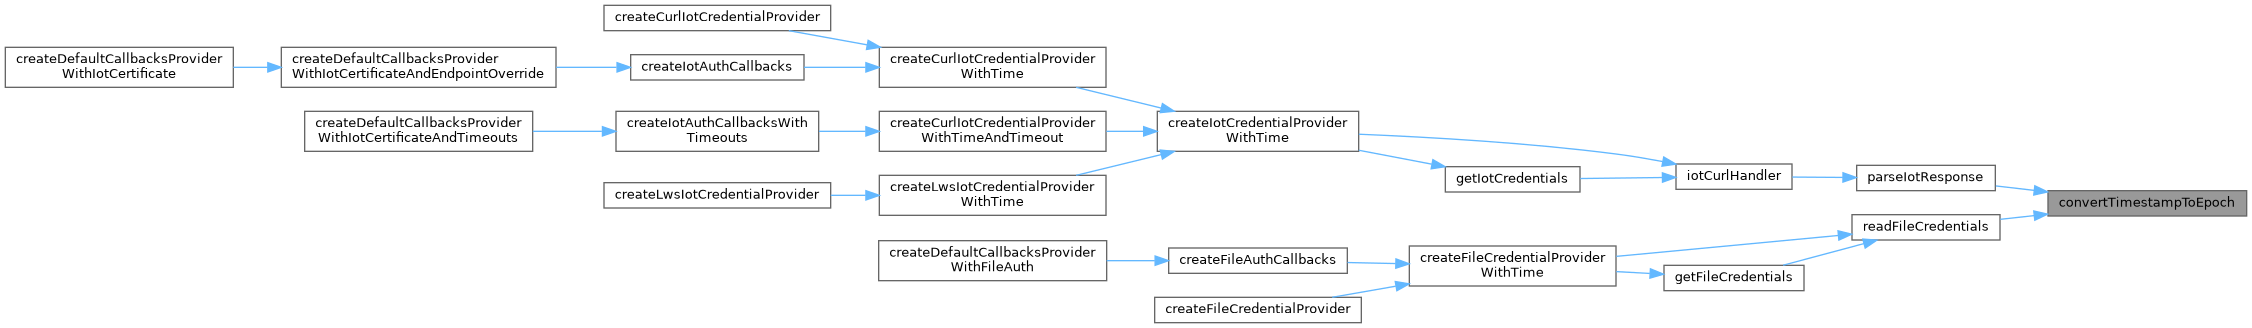 createCurlIotCredentialProvider
createDefaultCallbacksProvider
WithIotCertificate
createDefaultCallbacksProvider
WithIotCertificateAndEndpointOverride
createIotAuthCallbacks
createCurlIotCredentialProvider
WithTime
createDefaultCallbacksProvider
WithIotCertificateAndTimeouts
createIotAuthCallbacksWith
Timeouts
createCurlIotCredentialProvider
WithTimeAndTimeout
createIotCredentialProvider
WithTime
createLwsIotCredentialProvider
createLwsIotCredentialProvider
WithTime
getIotCredentials
iotCurlHandler
parseIotResponse
convertTimestampToEpoch
readFileCredentials
createDefaultCallbacksProvider
WithFileAuth
createFileAuthCallbacks
createFileCredentialProvider
WithTime
getFileCredentials
createFileCredentialProvider